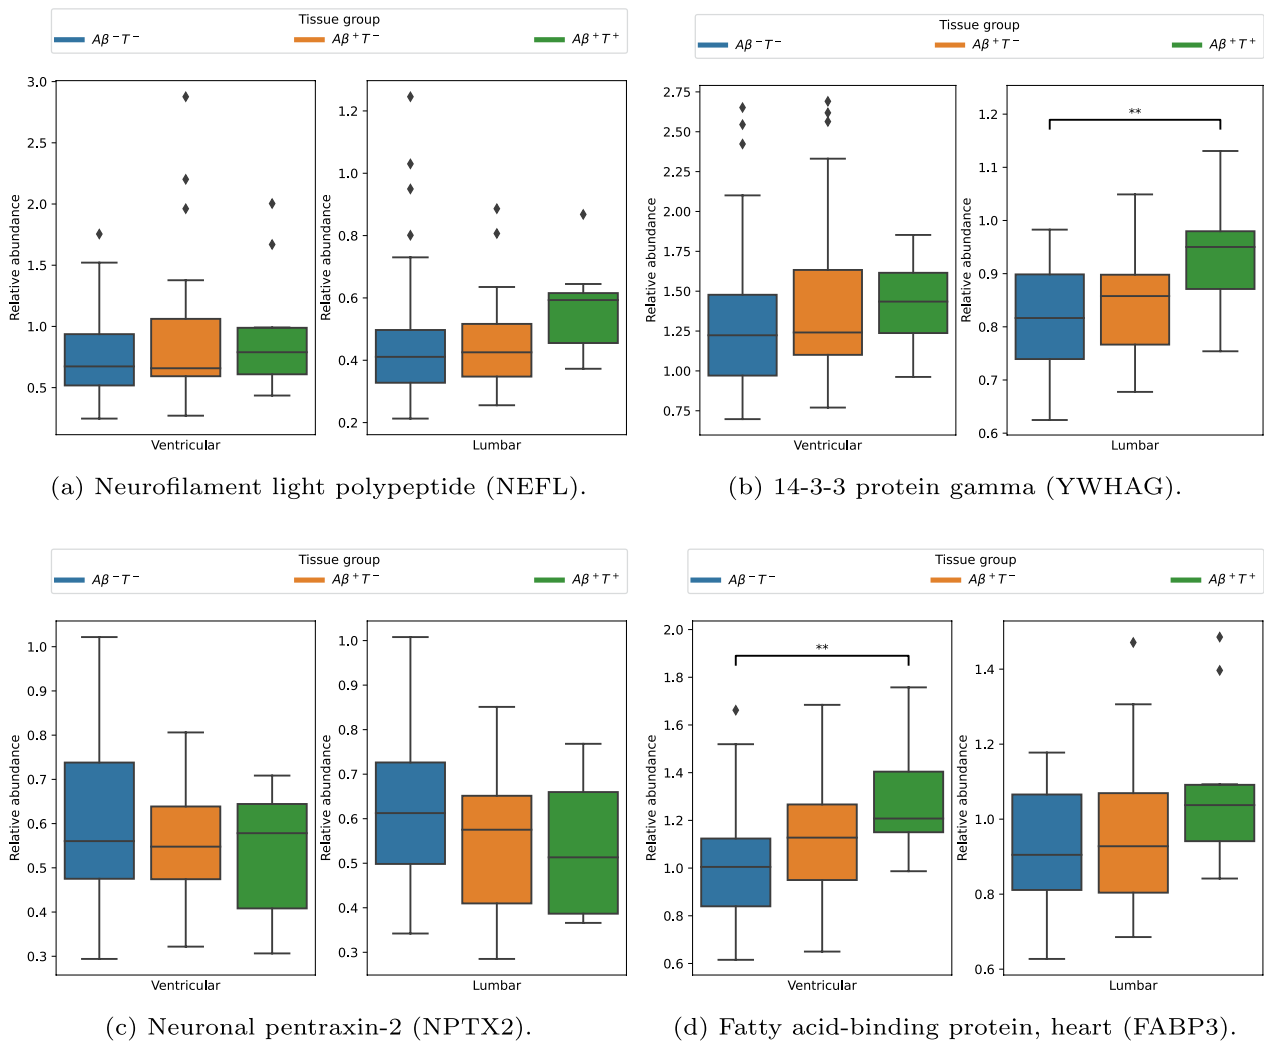 Tissue group
Aβ⁻T⁻ Aβ⁺T⁻ Aβ⁺T⁺
Relative abundance
3.0
2.5
2.0
1.5
1.0
0.5
Ventricular
Relative abundance
1.2
1.0
0.8
0.6
0.4
0.2
Lumbar
(a) Neurofilament light polypeptide (NEFL).
Tissue group
Aβ⁻T⁻ Aβ⁺T⁻ Aβ⁺T⁺
Relative abundance
2.75
2.50
2.25
2.00
1.75
1.50
1.25
1.00
0.75
Ventricular
Relative abundance
1.2
1.1
1.0
0.9
0.8
0.7
0.6
**
Lumbar
(b) 14-3-3 protein gamma (YWHAG).
Tissue group
Aβ⁻T⁻ Aβ⁺T⁻ Aβ⁺T⁺
Relative abundance
1.0
0.9
0.8
0.7
0.6
0.5
0.4
0.3
Ventricular
Relative abundance
1.0
0.9
0.8
0.7
0.6
0.5
0.4
0.3
Lumbar
(c) Neuronal pentraxin-2 (NPTX2).
Tissue group
Aβ⁻T⁻ Aβ⁺T⁻ Aβ⁺T⁺
Relative abundance
2.0
1.8
1.6
1.4
1.2
1.0
0.8
0.6
**
Ventricular
Relative abundance
1.4
1.2
1.0
0.8
0.6
Lumbar
(d) Fatty acid-binding protein, heart (FABP3).